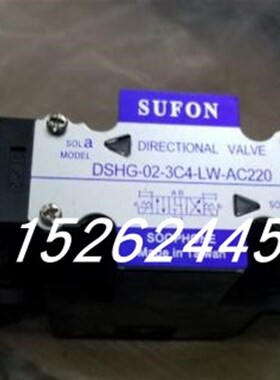 SUFON
SOL a
MODEL
DIRECTIONAL VALVE
DSHG-02-3C4-LW-AC220
A B
15262445
Made in Taiwan